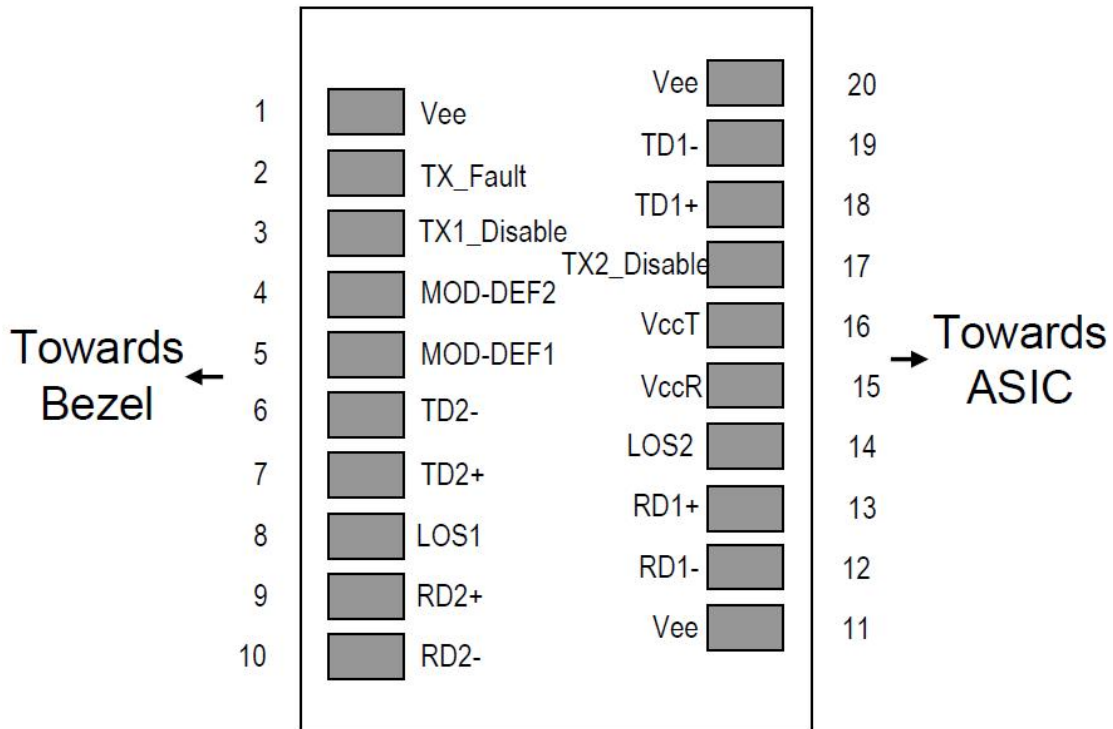 1 Vee
2 TX_Fault
3 TX1_Disable
4 MOD-DEF2
5 MOD-DEF1
6 TD2-
7 TD2+
8 LOS1
9 RD2+
10 RD2-
Vee 20
TD1- 19
TD1+ 18
TX2_Disable 17
VccT 16
VccR 15
LOS2 14
RD1+ 13
RD1- 12
Vee 11
Towards
Bezel
Towards
ASIC